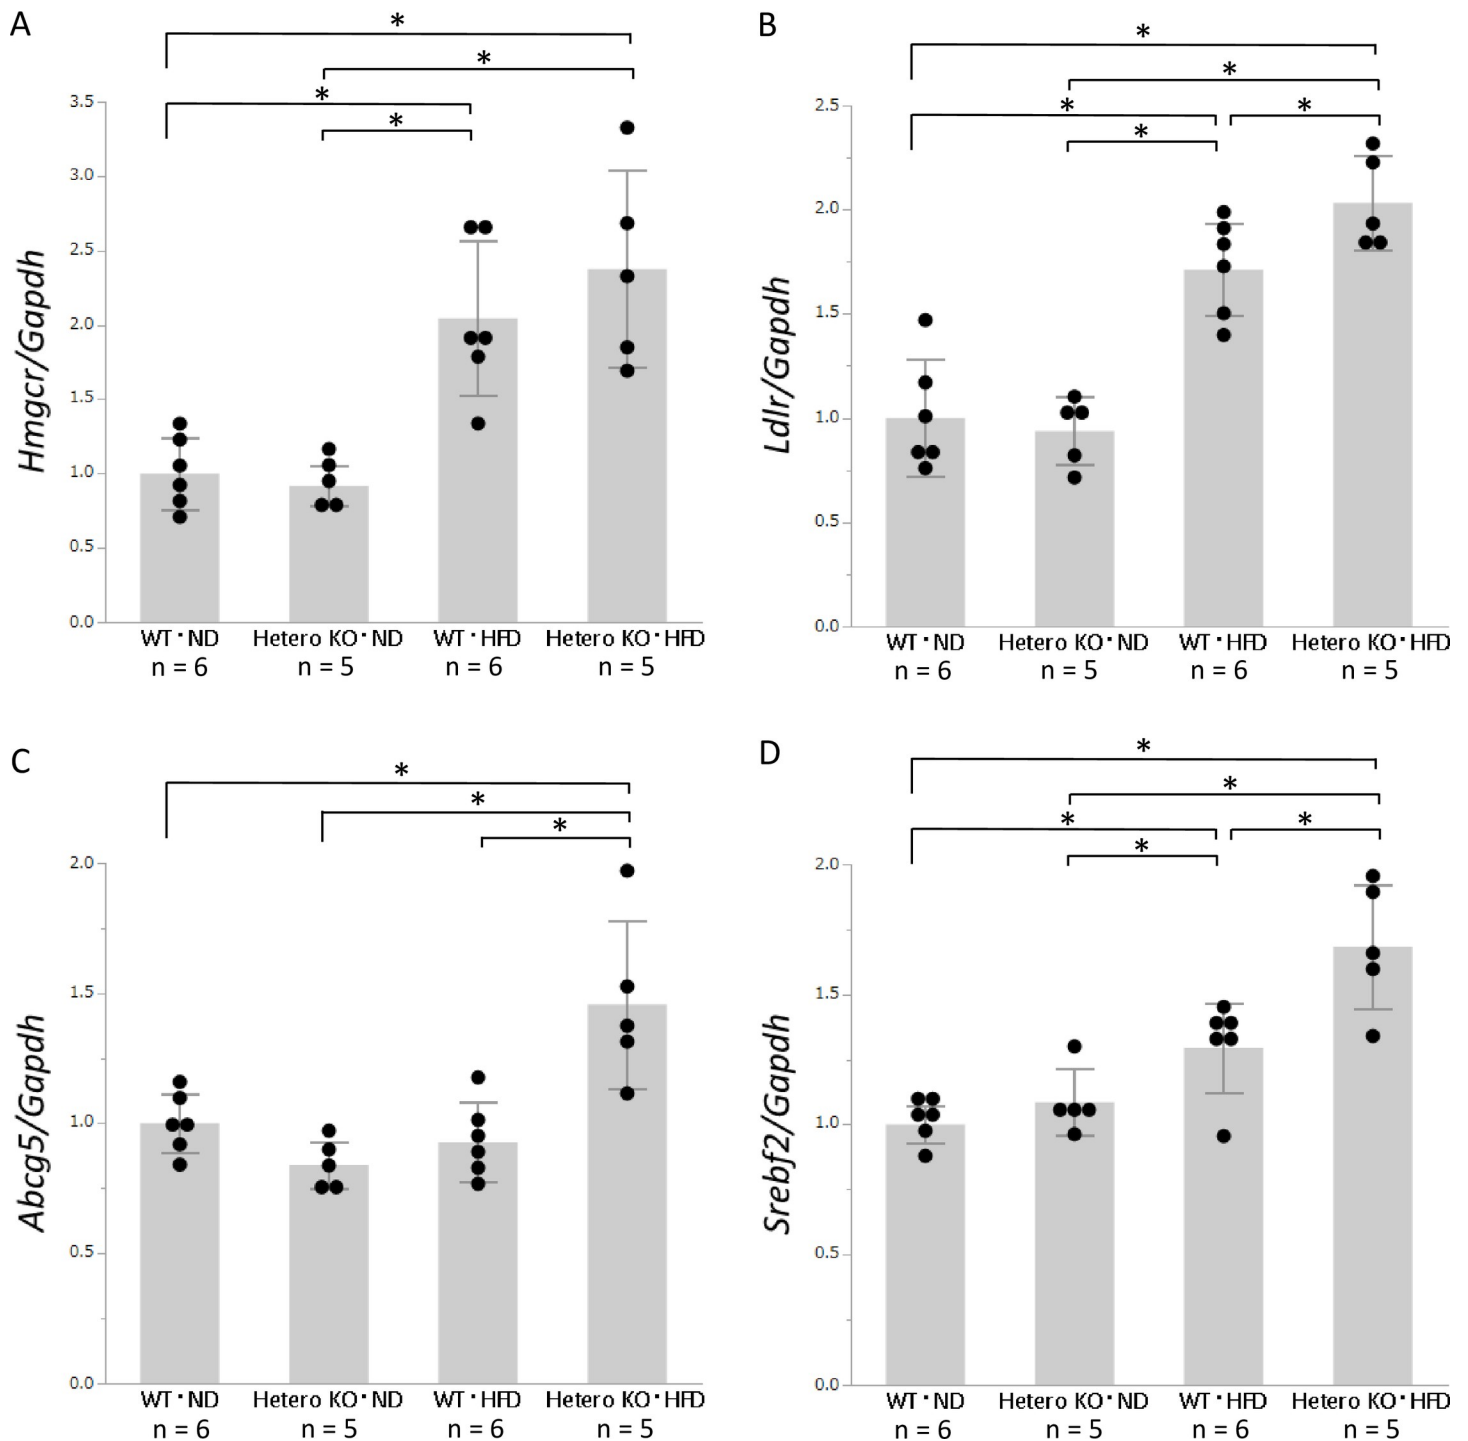 A
*
*
*
*
3.5
3.0
2.5
2.0
1.5
1.0
0.5
0.0
Hmgcr/Gapdh
WT・ND Hetero KO・ND WT・HFD Hetero KO・HFD
n = 6 n = 5 n = 6 n = 5
B
*
*
* *
*
2.5
2.0
1.5
1.0
0.5
0.0
Ldlr/Gapdh
WT・ND Hetero KO・ND WT・HFD Hetero KO・HFD
n = 6 n = 5 n = 6 n = 5
C
*
*
*
2.0
1.5
1.0
0.5
0.0
Abcg5/Gapdh
WT・ND Hetero KO・ND WT・HFD Hetero KO・HFD
n = 6 n = 5 n = 6 n = 5
D
*
*
* *
*
2.0
1.5
1.0
0.5
0.0
Srebf2/Gapdh
WT・ND Hetero KO・ND WT・HFD Hetero KO・HFD
n = 6 n = 5 n = 6 n = 5